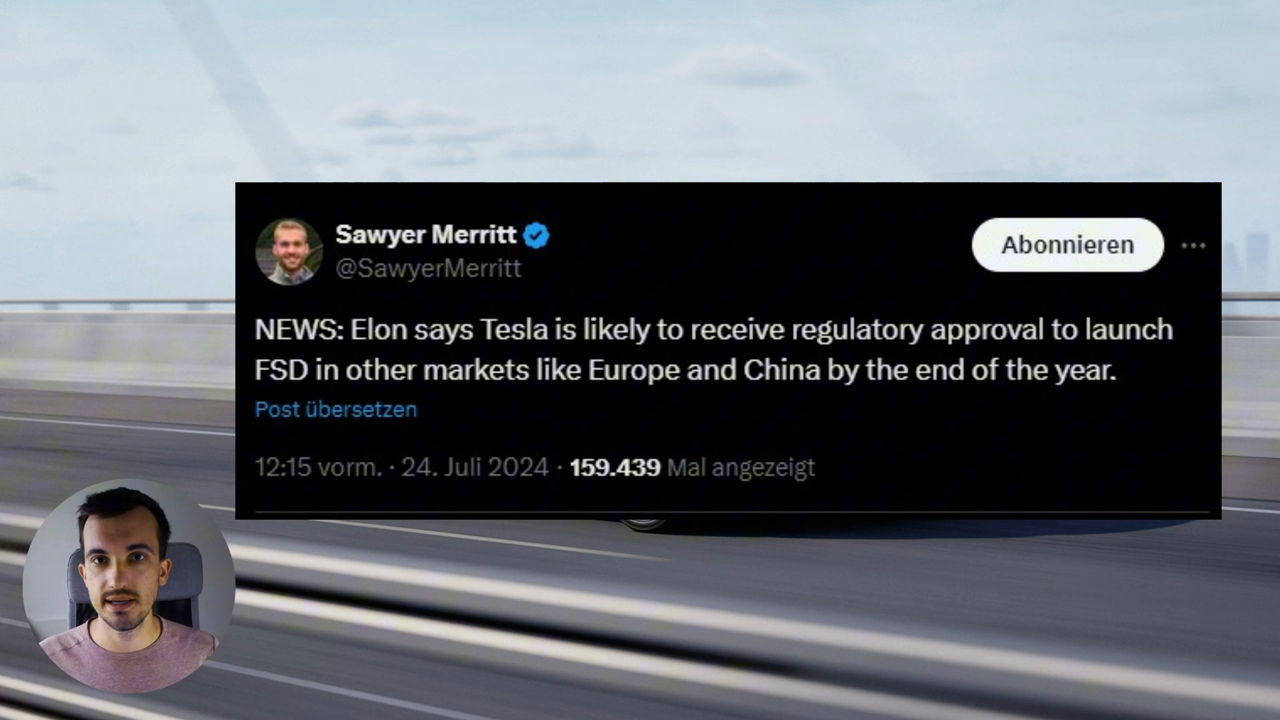 Sawyer Merritt
@SawyerMerritt
Abonnieren
NEWS: Elon says Tesla is likely to receive regulatory approval to launch
FSD in other markets like Europe and China by the end of the year.
Post übersetzen
12:15 vorm. · 24. Juli 2024 · 159.439 Mal angezeigt